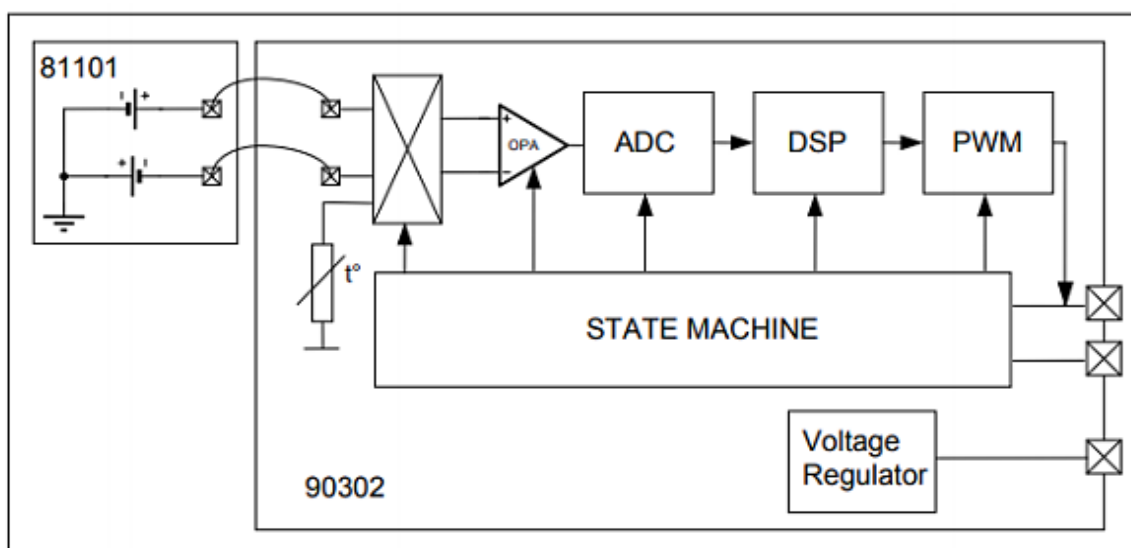 81101
- +
+ -
+
OPA
-
ADC
DSP
PWM
t°
STATE MACHINE
Voltage
Regulator
90302